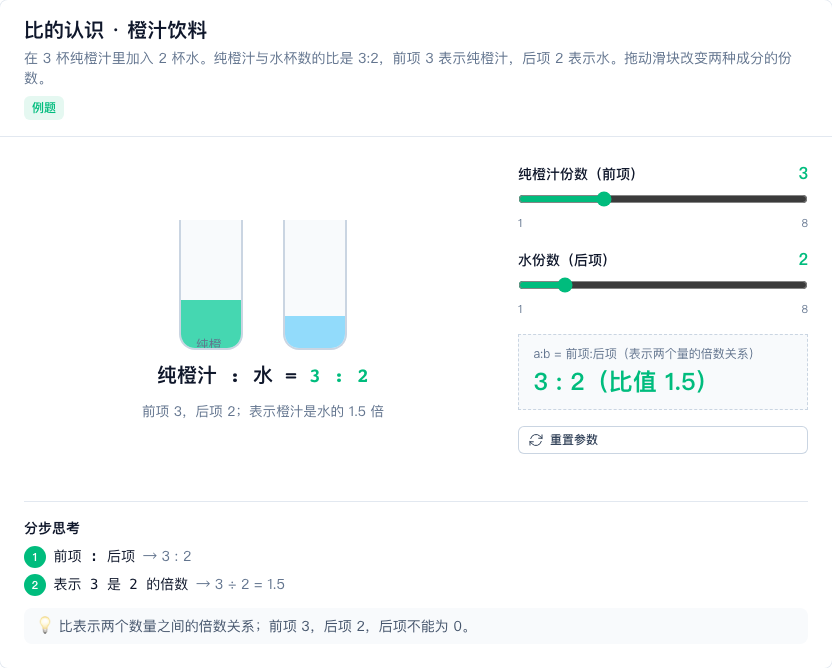 比的认识 · 橙汁饮料
在 3 杯纯橙汁里加入 2 杯水。纯橙汁与水杯数的比是 3:2，前项 3 表示纯橙汁，后项 2 表示水。拖动滑块改变两种成分的份
数。
例题
纯橙汁份数（前项） 3
1 8
水份数（后项） 2
1 8
a:b = 前项:后项（表示两个量的倍数关系）
3 : 2（比值 1.5）
重置参数
纯橙
纯橙汁 : 水 = 3 : 2
前项 3，后项 2；表示橙汁是水的 1.5 倍
分步思考
1 前项 : 后项 → 3 : 2
2 表示 3 是 2 的倍数 → 3 ÷ 2 = 1.5
比表示两个数量之间的倍数关系；前项 3，后项 2，后项不能为 0。